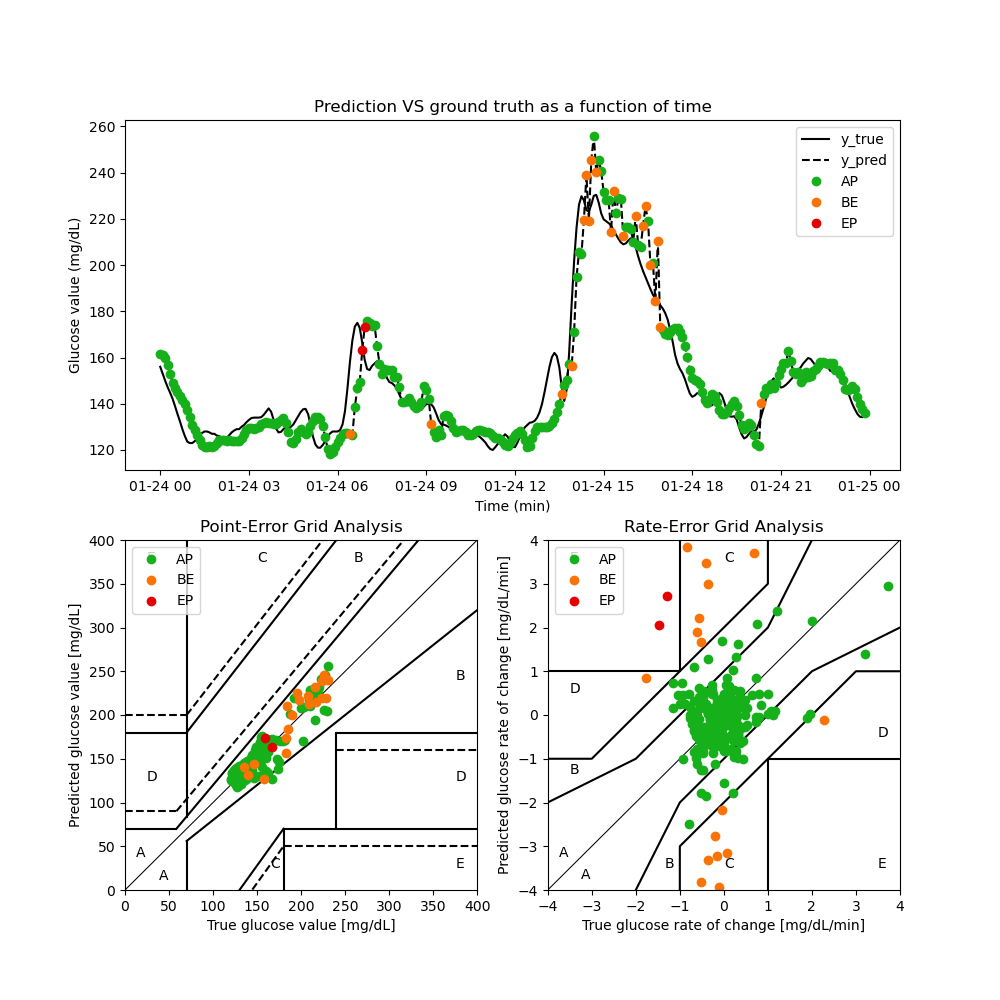 Prediction VS ground truth as a function of time
Glucose value (mg/dL)
260
240
220
200
180
160
140
120
y_true
y_pred
AP
BE
EP
01-24 00 01-24 03 01-24 06 01-24 09 01-24 12 01-24 15 01-24 18 01-24 21 01-25 00
Time (min)
Point-Error Grid Analysis
Predicted glucose value [mg/dL]
400
350
300
250
200
150
100
50
0
AP
BE
EP
C
B
B
D
D
A
A
C
E
0 50 100 150 200 250 300 350 400
True glucose value [mg/dL]
Rate-Error Grid Analysis
Predicted glucose rate of change [mg/dL/min]
4
3
2
1
0
−1
−2
−3
−4
AP
BE
EP
C
D
D
B
A
A
B
C
E
−4 −3 −2 −1 0 1 2 3 4
True glucose rate of change [mg/dL/min]